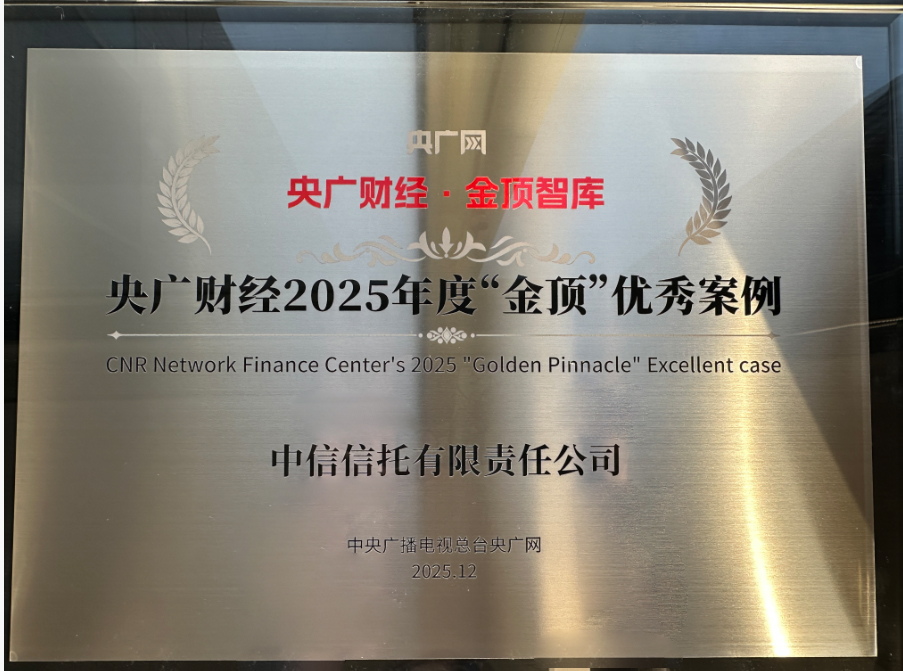 央广网
央广财经·金顶智库
央广财经2025年度“金顶”优秀案例
CNR Network Finance Center's 2025 "Golden Pinnacle" Excellent case
中信信托有限责任公司
中央广播电视总台央广网
2025.12